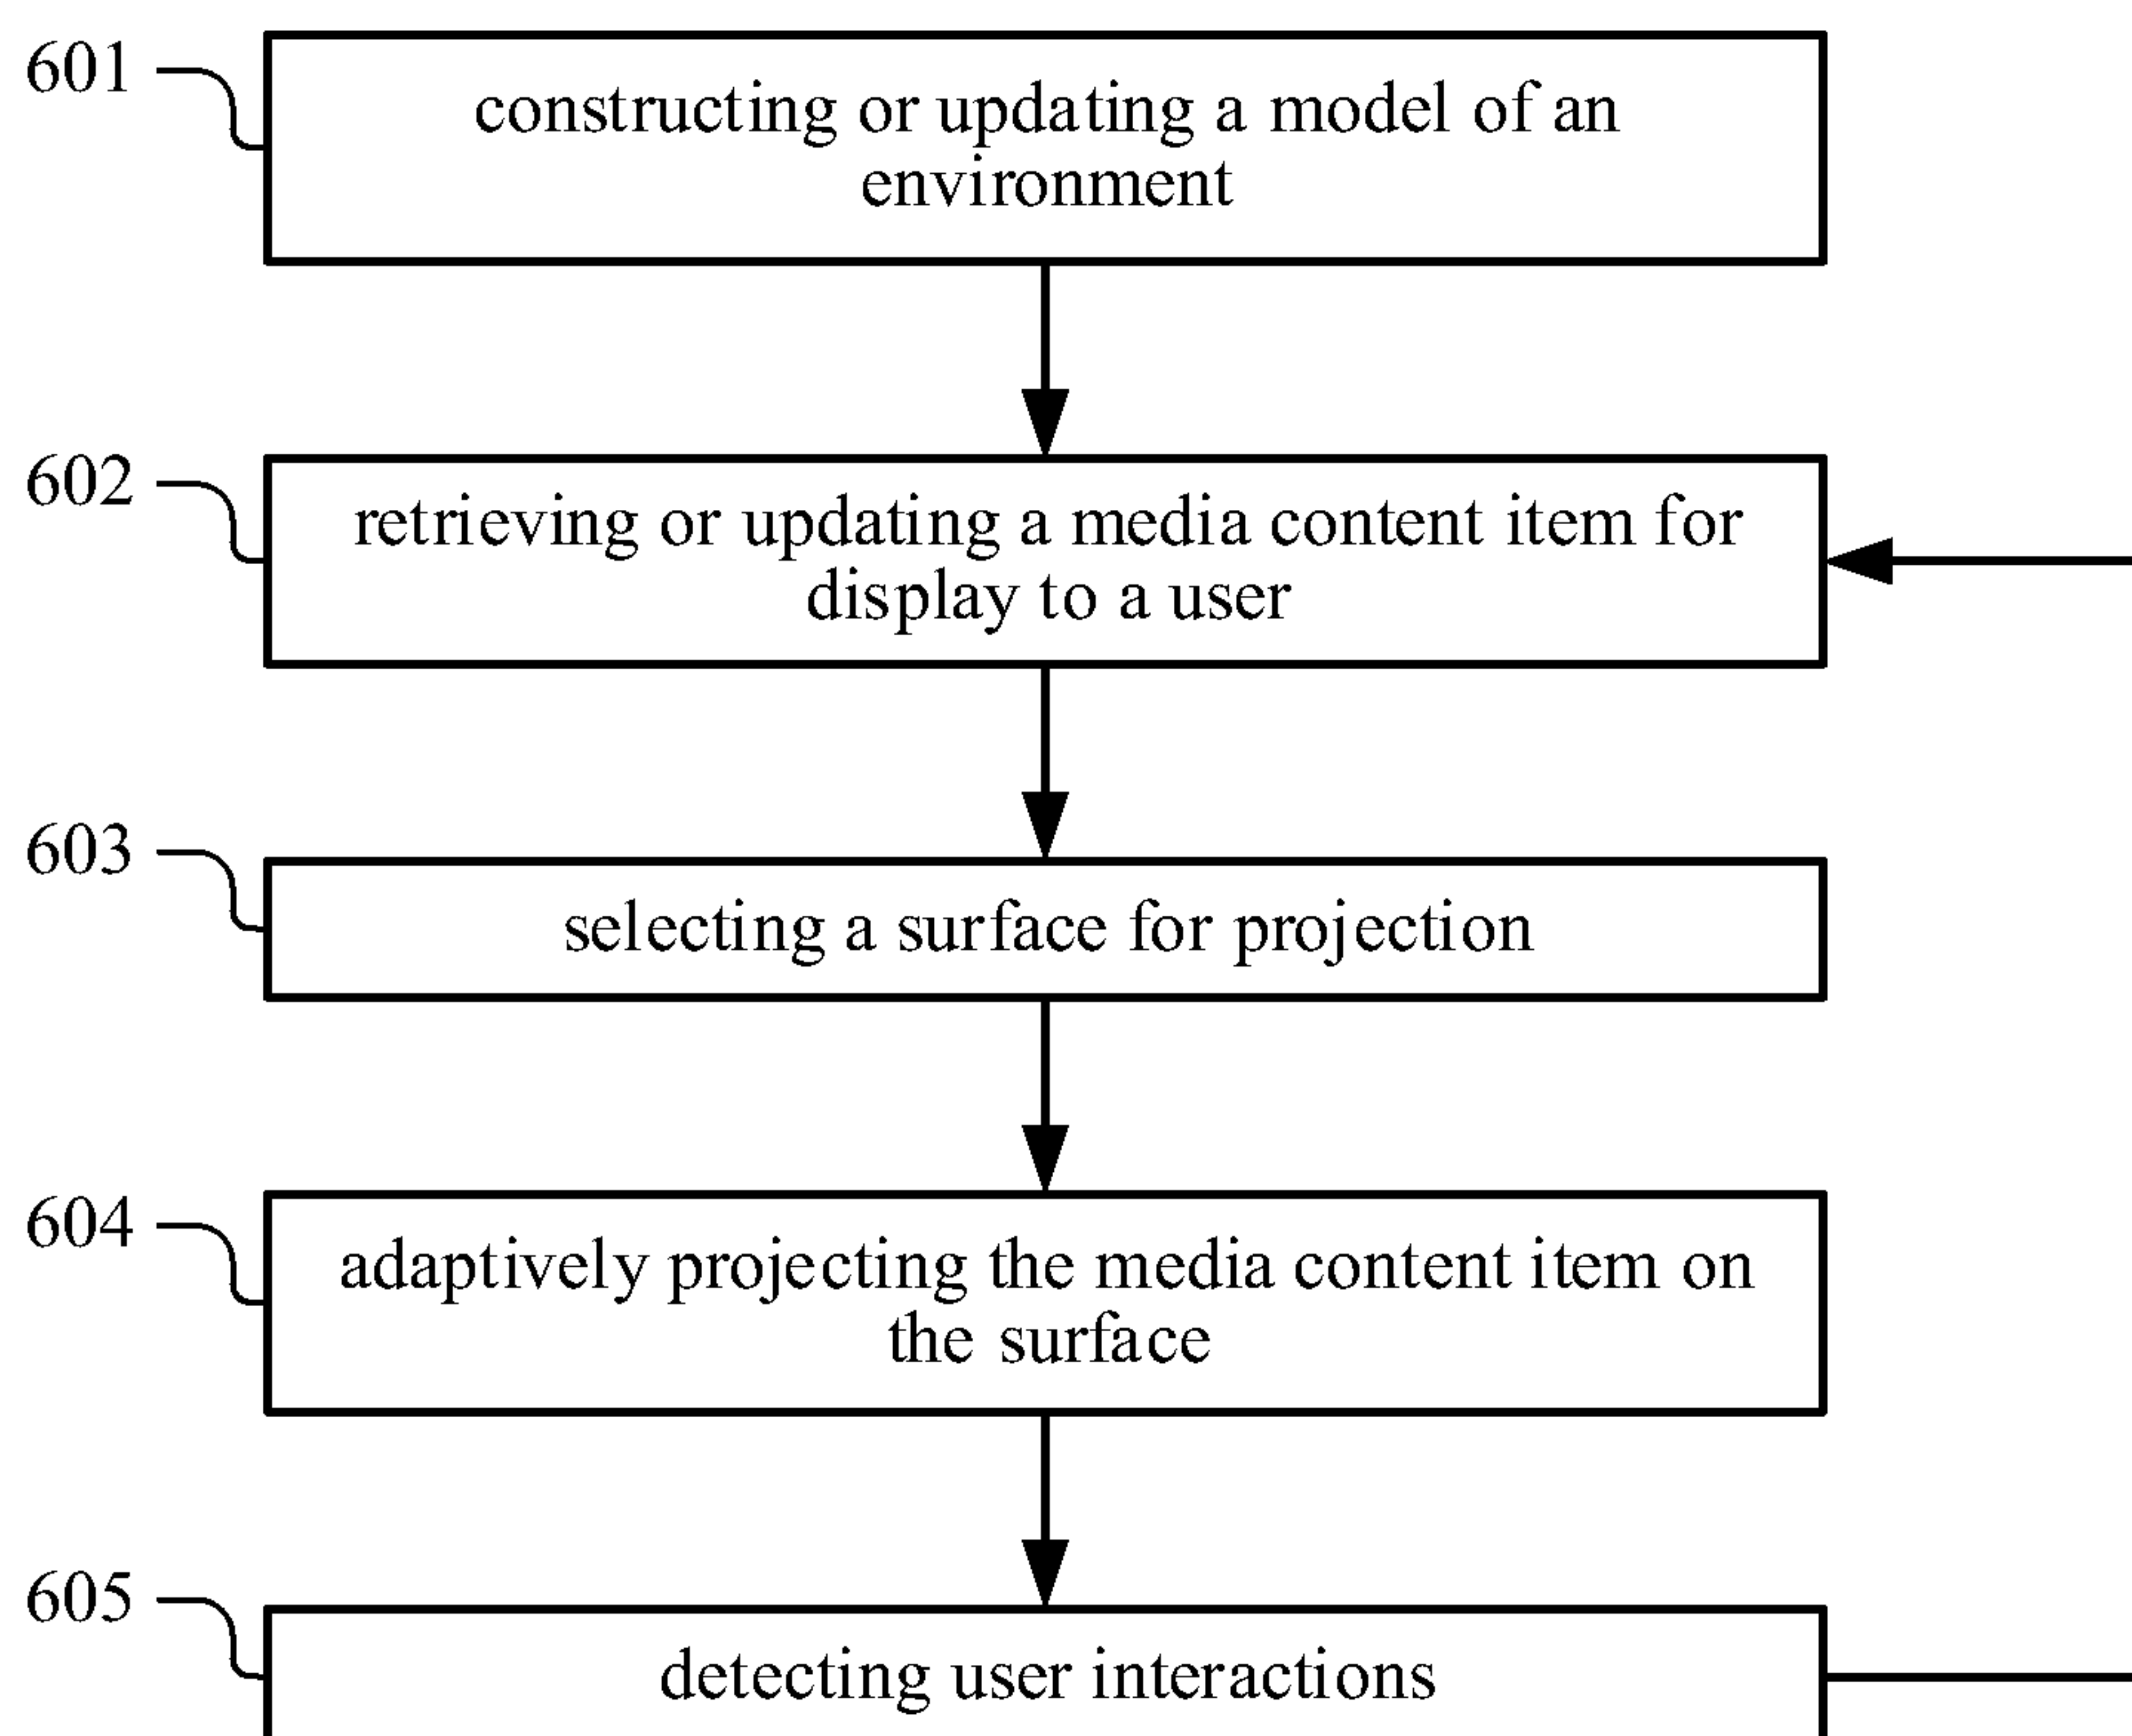 601
constructing or updating a model of an
environment
602
retrieving or updating a media content item for
display to a user
603
selecting a surface for projection
604
adaptively projecting the media content item on
the surface
605
detecting user interactions